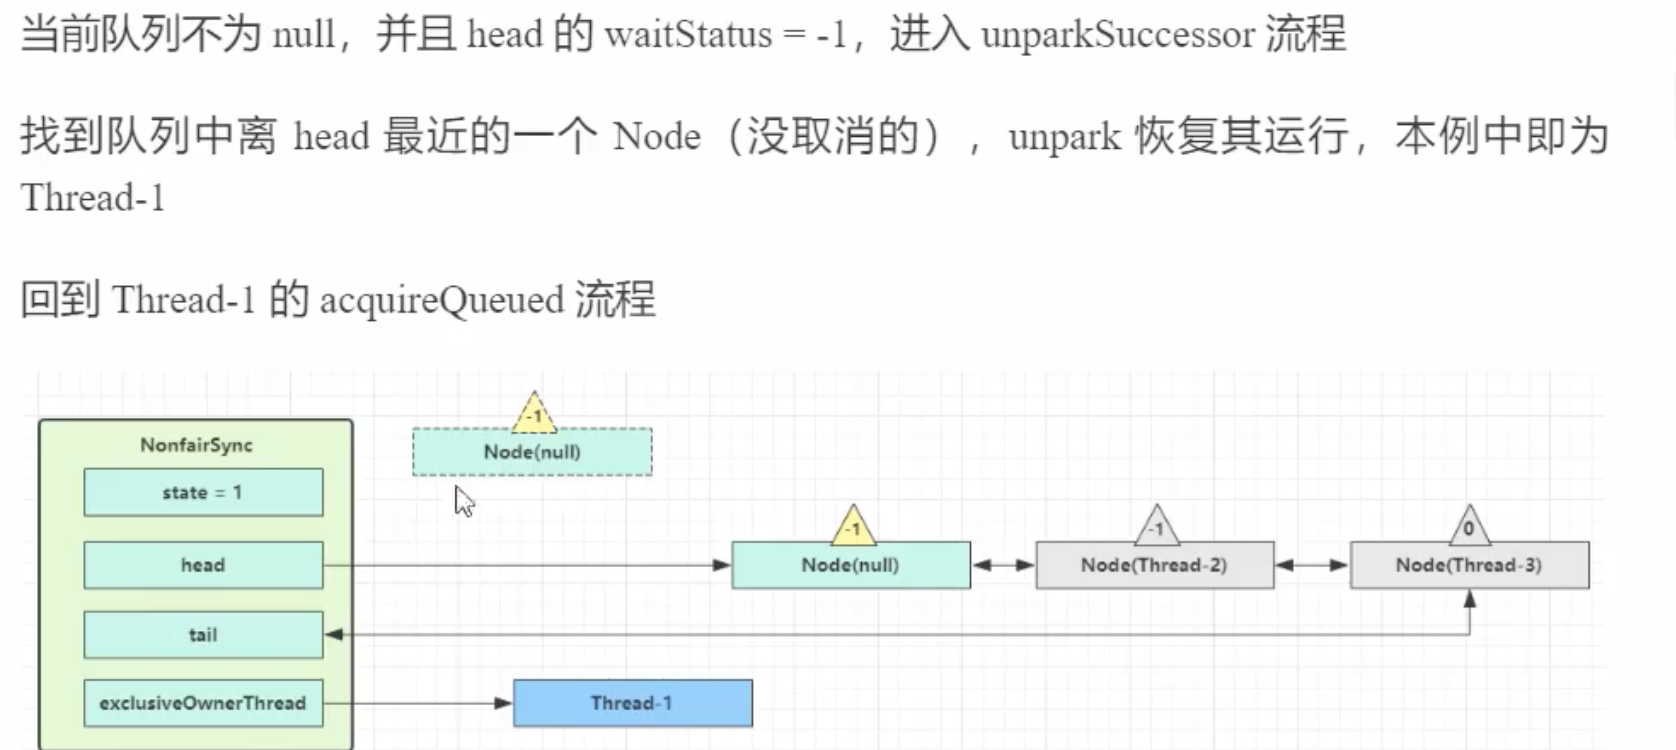 当前队列不为 null，并且 head 的 waitStatus = -1，进入 unparkSuccessor 流程
找到队列中离 head 最近的一个 Node（没取消的），unpark 恢复其运行，本例中即为
Thread-1
回到 Thread-1 的 acquireQueued 流程
-1
NonfairSync
Node(null)
state = 1
-1
-1
0
head
Node(null)
Node(Thread-2)
Node(Thread-3)
tail
exclusiveOwnerThread
Thread-1